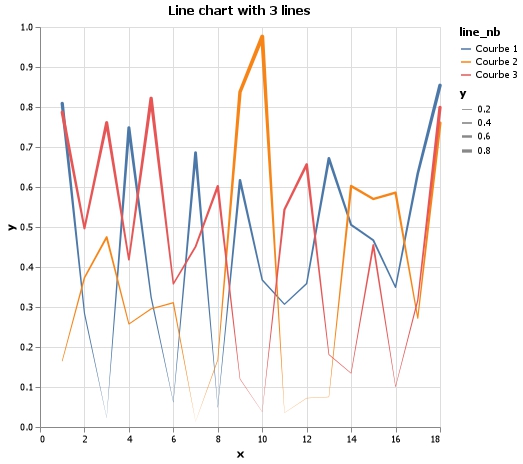 Line chart with 3 lines
1.0
0.9
0.8
0.7
0.6
0.5
0.4
0.3
0.2
0.1
0.0
y
0 2 4 6 8 10 12 14 16 18
x
line_nb
Courbe 1
Courbe 2
Courbe 3
y
0.2
0.4
0.6
0.8